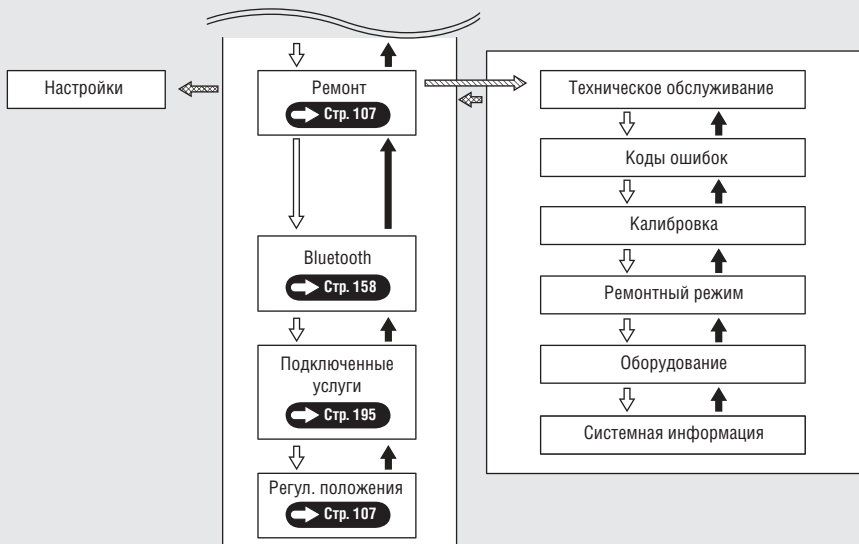 Настройки
Ремонт
Стр. 107
Bluetooth
Стр. 158
Подключенные
услуги
Стр. 195
Регул. положения
Стр. 107
Техническое обслуживание
Коды ошибок
Калибровка
Ремонтный режим
Оборудование
Системная информация